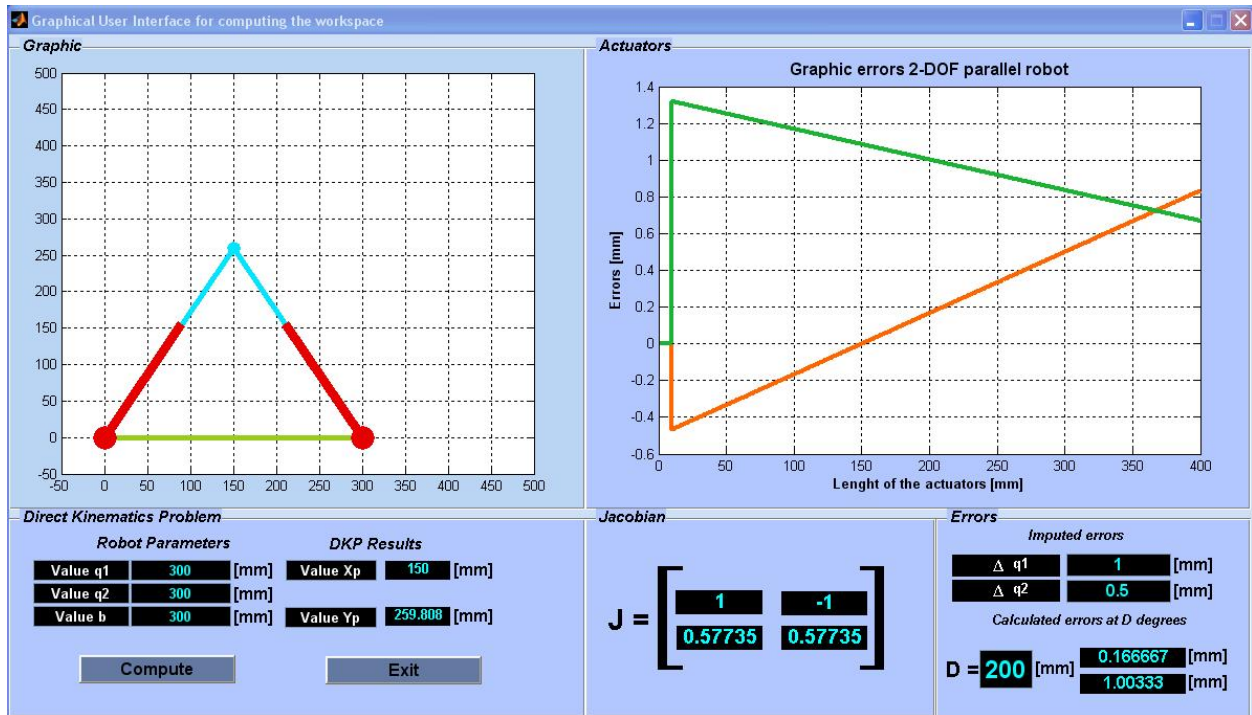 Graphical User Interface for computing the workspace
Graphic
500
450
400
350
300
250
200
150
100
50
0
-50
-50 0 50 100 150 200 250 300 350 400 450 500
Actuators
Graphic errors 2-DOF parallel robot
1.4
1.2
1
0.8
0.6
0.4
0.2
0
-0.2
-0.4
-0.6
Errors [mm]
0 50 100 150 200 250 300 350 400
Lenght of the actuators [mm]
Direct Kinematics Problem
Robot Parameters
Value q1 300 [mm]
Value q2 300 [mm]
Value b 300 [mm]
DKP Results
Value Xp 150 [mm]
Value Yp 259.808 [mm]
Compute
Exit
Jacobian
J =
1 -1
0.57735 0.57735
Errors
Imputed errors
Δ q1 1 [mm]
Δ q2 0.5 [mm]
Calculated errors at D degrees
D = 200 [mm]
0.166667 [mm]
1.00333 [mm]